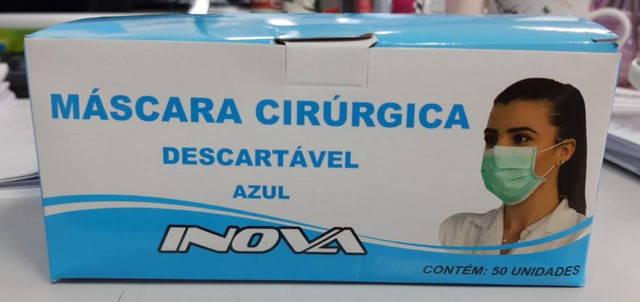 MÁSCARA CIRÚRGICA
DESCARTÁVEL
AZUL
INOVA
CONTÉM: 50 UNIDADES